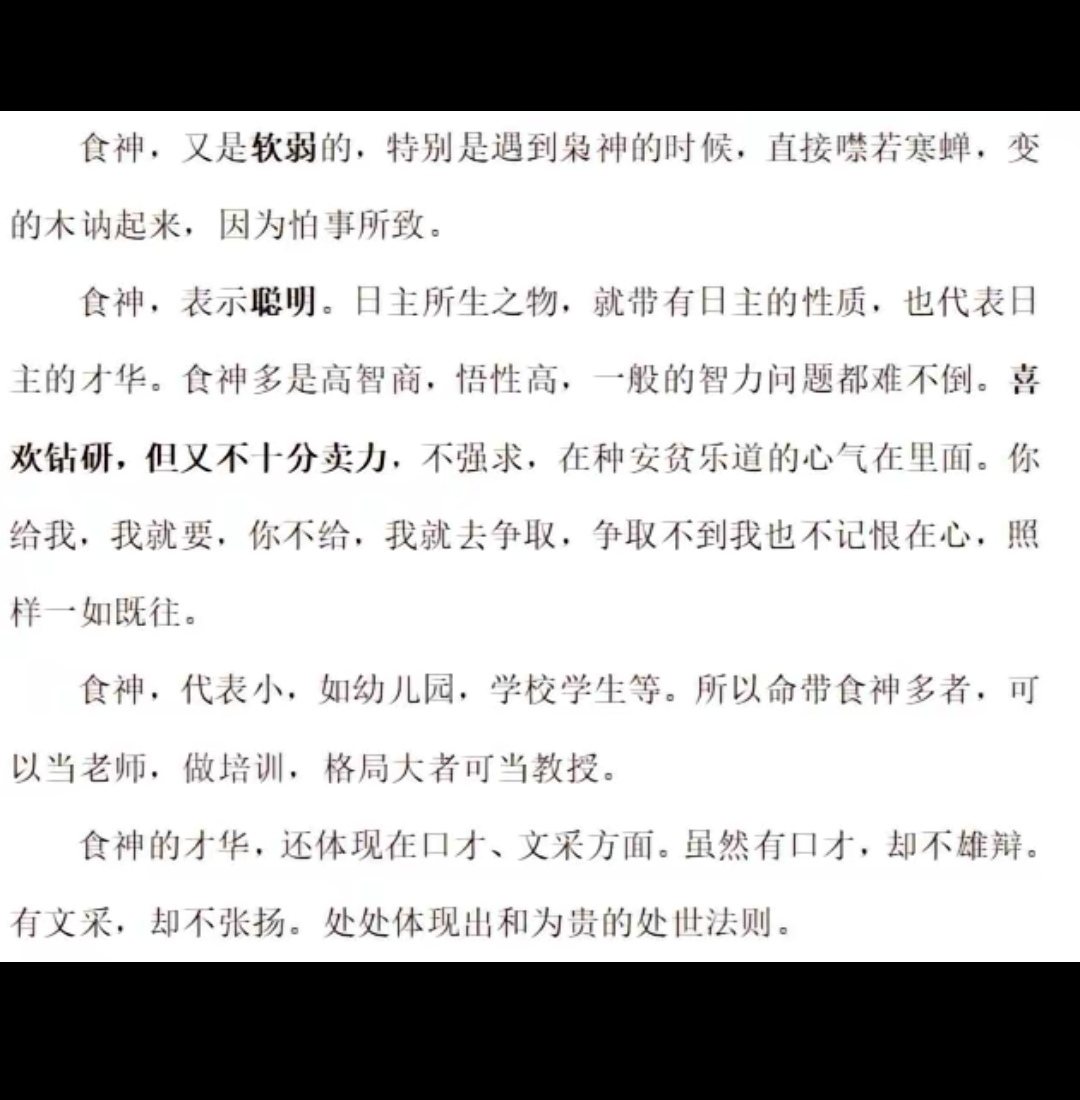 食神，又是软弱的，特别是遇到枭神的时候，直接噤若寒蝉，变
的木讷起来，因为怕事所致。
食神，表示聪明。日主所生之物，就带有日主的性质，也代表日
主的才华。食神多是高智商，悟性高，一般的智力问题都难不倒。喜
欢钻研，但又不十分卖力，不强求，在种安贫乐道的心气在里面。你
给我，我就要，你不给，我就去争取，争取不到我也不记恨在心，照
样一如既往。
食神，代表小，如幼儿园，学校学生等。所以命带食神多者，可
以当老师，做培训，格局大者可当教授。
食神的才华，还体现在口才、文采方面。虽然有口才，却不雄辩。
有文采，却不张扬。处处体现出和为贵的处世法则。